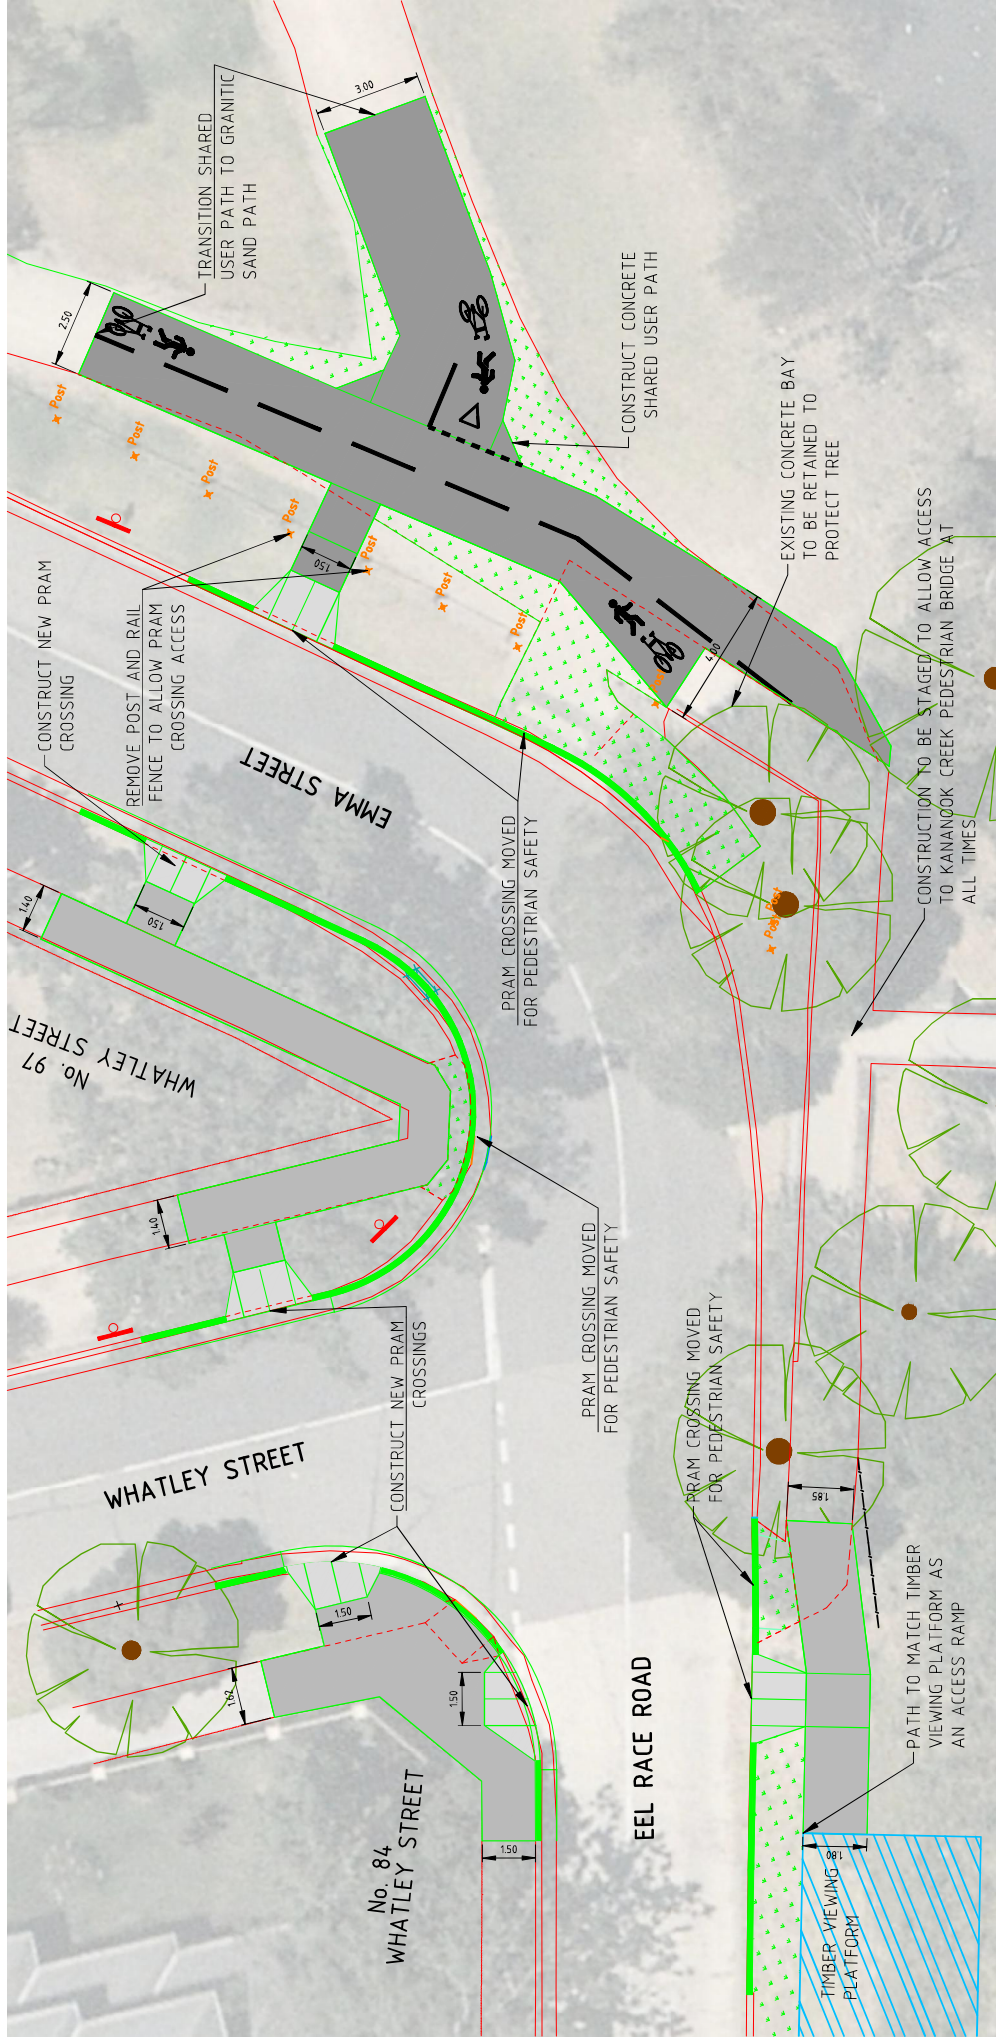 TRANSITION SHARED
USER PATH TO GRANITIC
SAND PATH
3.00
2.50
Post
Post
Post
Post
Post
Post
Post
CONSTRUCT CONCRETE
SHARED USER PATH
CONSTRUCT NEW PRAM
CROSSING
REMOVE POST AND RAIL
FENCE TO ALLOW PRAM
CROSSING ACCESS
1.50
EXISTING CONCRETE BAY
TO BE RETAINED TO
PROTECT TREE
4.00
CONSTRUCTION TO BE STAGED TO ALLOW ACCESS
TO KANANOOK CREEK PEDESTRIAN BRIDGE AT
ALL TIMES
EMMA STREET
PRAM CROSSING MOVED
FOR PEDESTRIAN SAFETY
1.40
1.50
Post
Post
No. 97
WHATLEY STREET
1.40
PRAM CROSSING MOVED
FOR PEDESTRIAN SAFETY
CONSTRUCT NEW PRAM
CROSSINGS
PRAM CROSSING MOVED
FOR PEDESTRIAN SAFETY
WHATLEY STREET
1.85
1.50
1.62
1.50
PATH TO MATCH TIMBER
VIEWING PLATFORM AS
AN ACCESS RAMP
EEL RACE ROAD
No. 84
WHATLEY STREET
1.50
1.80
TIMBER VIEWING
PLATFORM